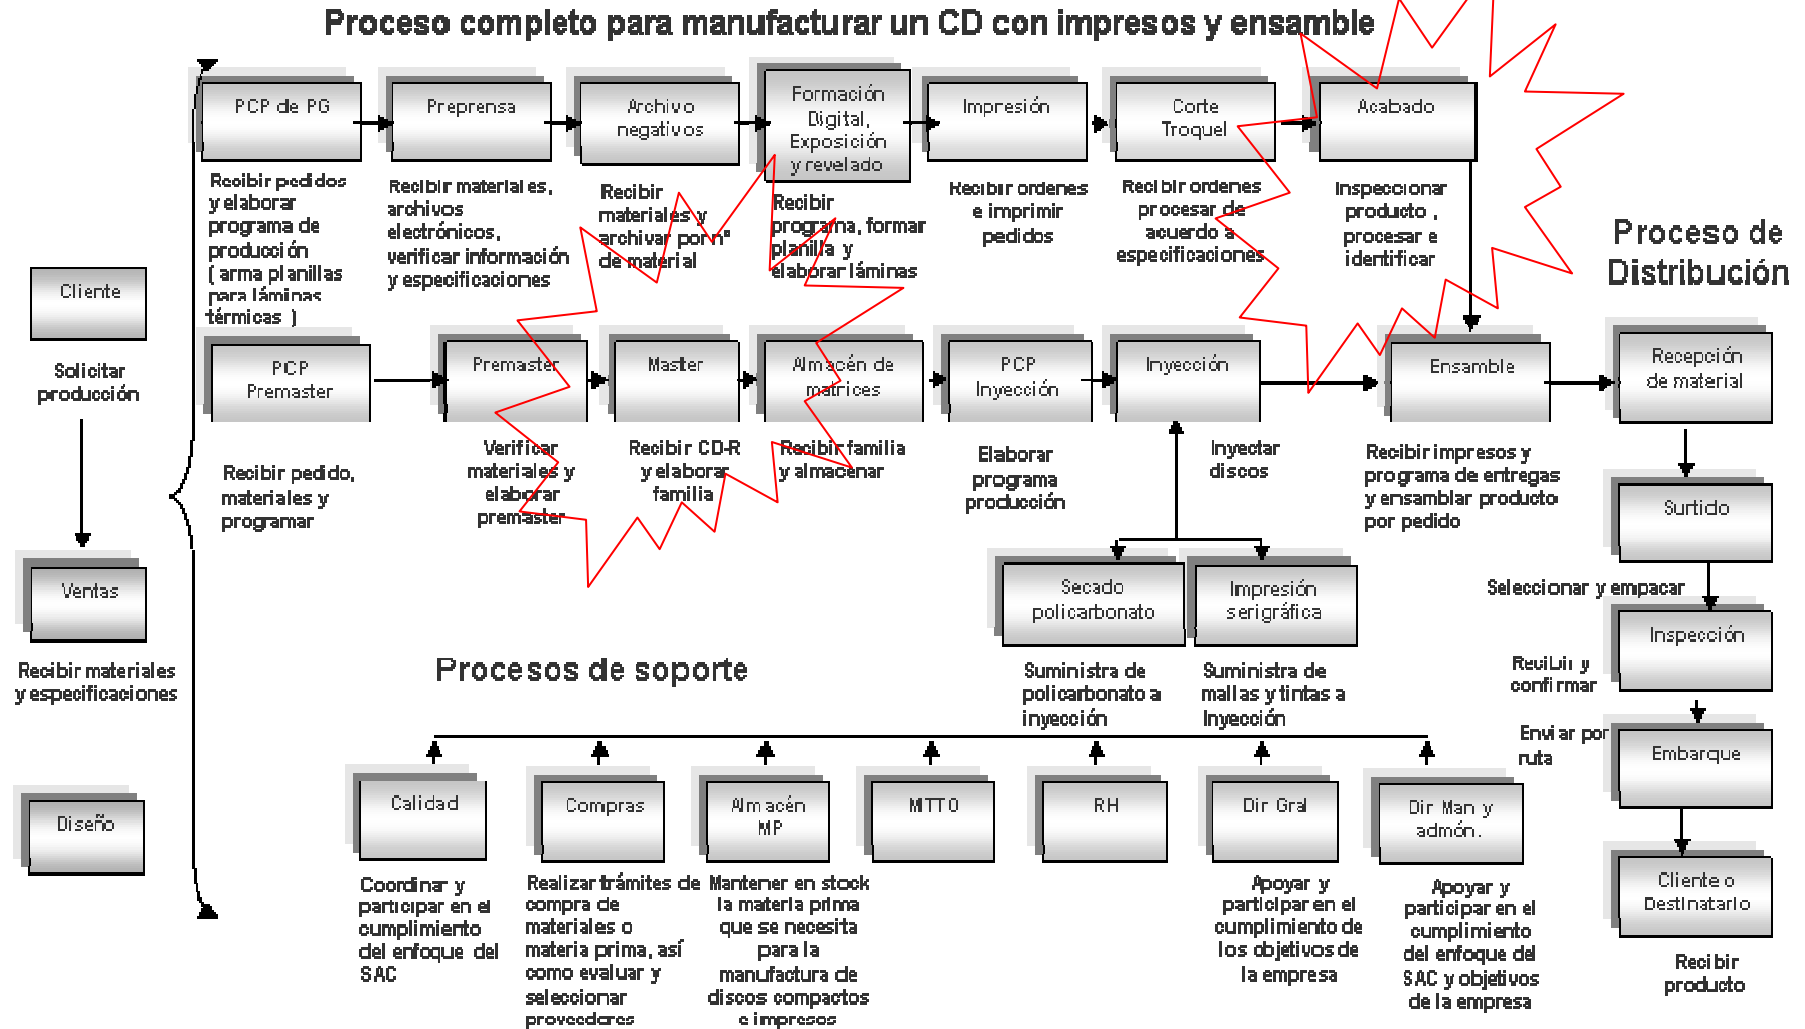 Proceso completo para manufacturar un CD con impresos y ensamble
PCP de PG
Preprensa
Archivo
negativos
Formación
Digital,
Exposición
y revelado
Impresión
Corte
Troquel
Acabado
Recibir pedidos
y elaborar
programa de
producción
( arma planillas
para láminas
térmicas )
Recibir materiales,
archivos
electrónicos,
verificar información
y especificaciones
Recibir
materiales y
archivar por n°
de material
Recibir
programa, formar
planilla y
elaborar láminas
Recibir ordenes
e imprimir
pedidos
Recibir ordenes
procesar de
acuerdo a
especificaciones
Inspeccionar
producto ,
procesar e
identificar
Proceso de
Distribución
Cliente
Solicitar
producción
PCP
Premaster
Premaster
Master
Almacén de
matrices
PCP
Inyección
Inyección
Ensamble
Recepción
de material
Recibir pedido,
materiales y
programar
Verificar
materiales y
elaborar
premaster
Recibir CD-R
y elaborar
familia
Recibir familia
y almacenar
Elaborar
programa
producción
Inyectar
discos
Recibir impresos y
programa de entregas
y ensamblar producto
por pedido
Surtido
Ventas
Secado
policarbonato
Impresión
serigráfica
Seleccionar y empacar
Inspección
Recibir materiales
y especificaciones
Procesos de soporte
Suministra de
policarbonato a
inyección
Suministra de
mallas y tintas a
Inyección
Recibir y
confirmar
Enviar por
ruta
Embarque
Diseño
Calidad
Compras
Almacén
MP
MTTO
RH
Dir Gral
Dir Man y
admón.
Cliente o
Destinatario
Coordinar y
participar en el
cumplimiento
del enfoque del
SAC
Realizar trámites de
compra de
materiales o
materia prima, así
como evaluar y
seleccionar
proveedores
Mantener en stock
la materia prima
que se necesita
para la
manufactura de
discos compactos
e impresos
Apoyar y
participar en el
cumplimiento de
los objetivos de
la empresa
Apoyar y
participar en el
cumplimiento
del enfoque del
SAC y objetivos
de la empresa
Recibir
producto